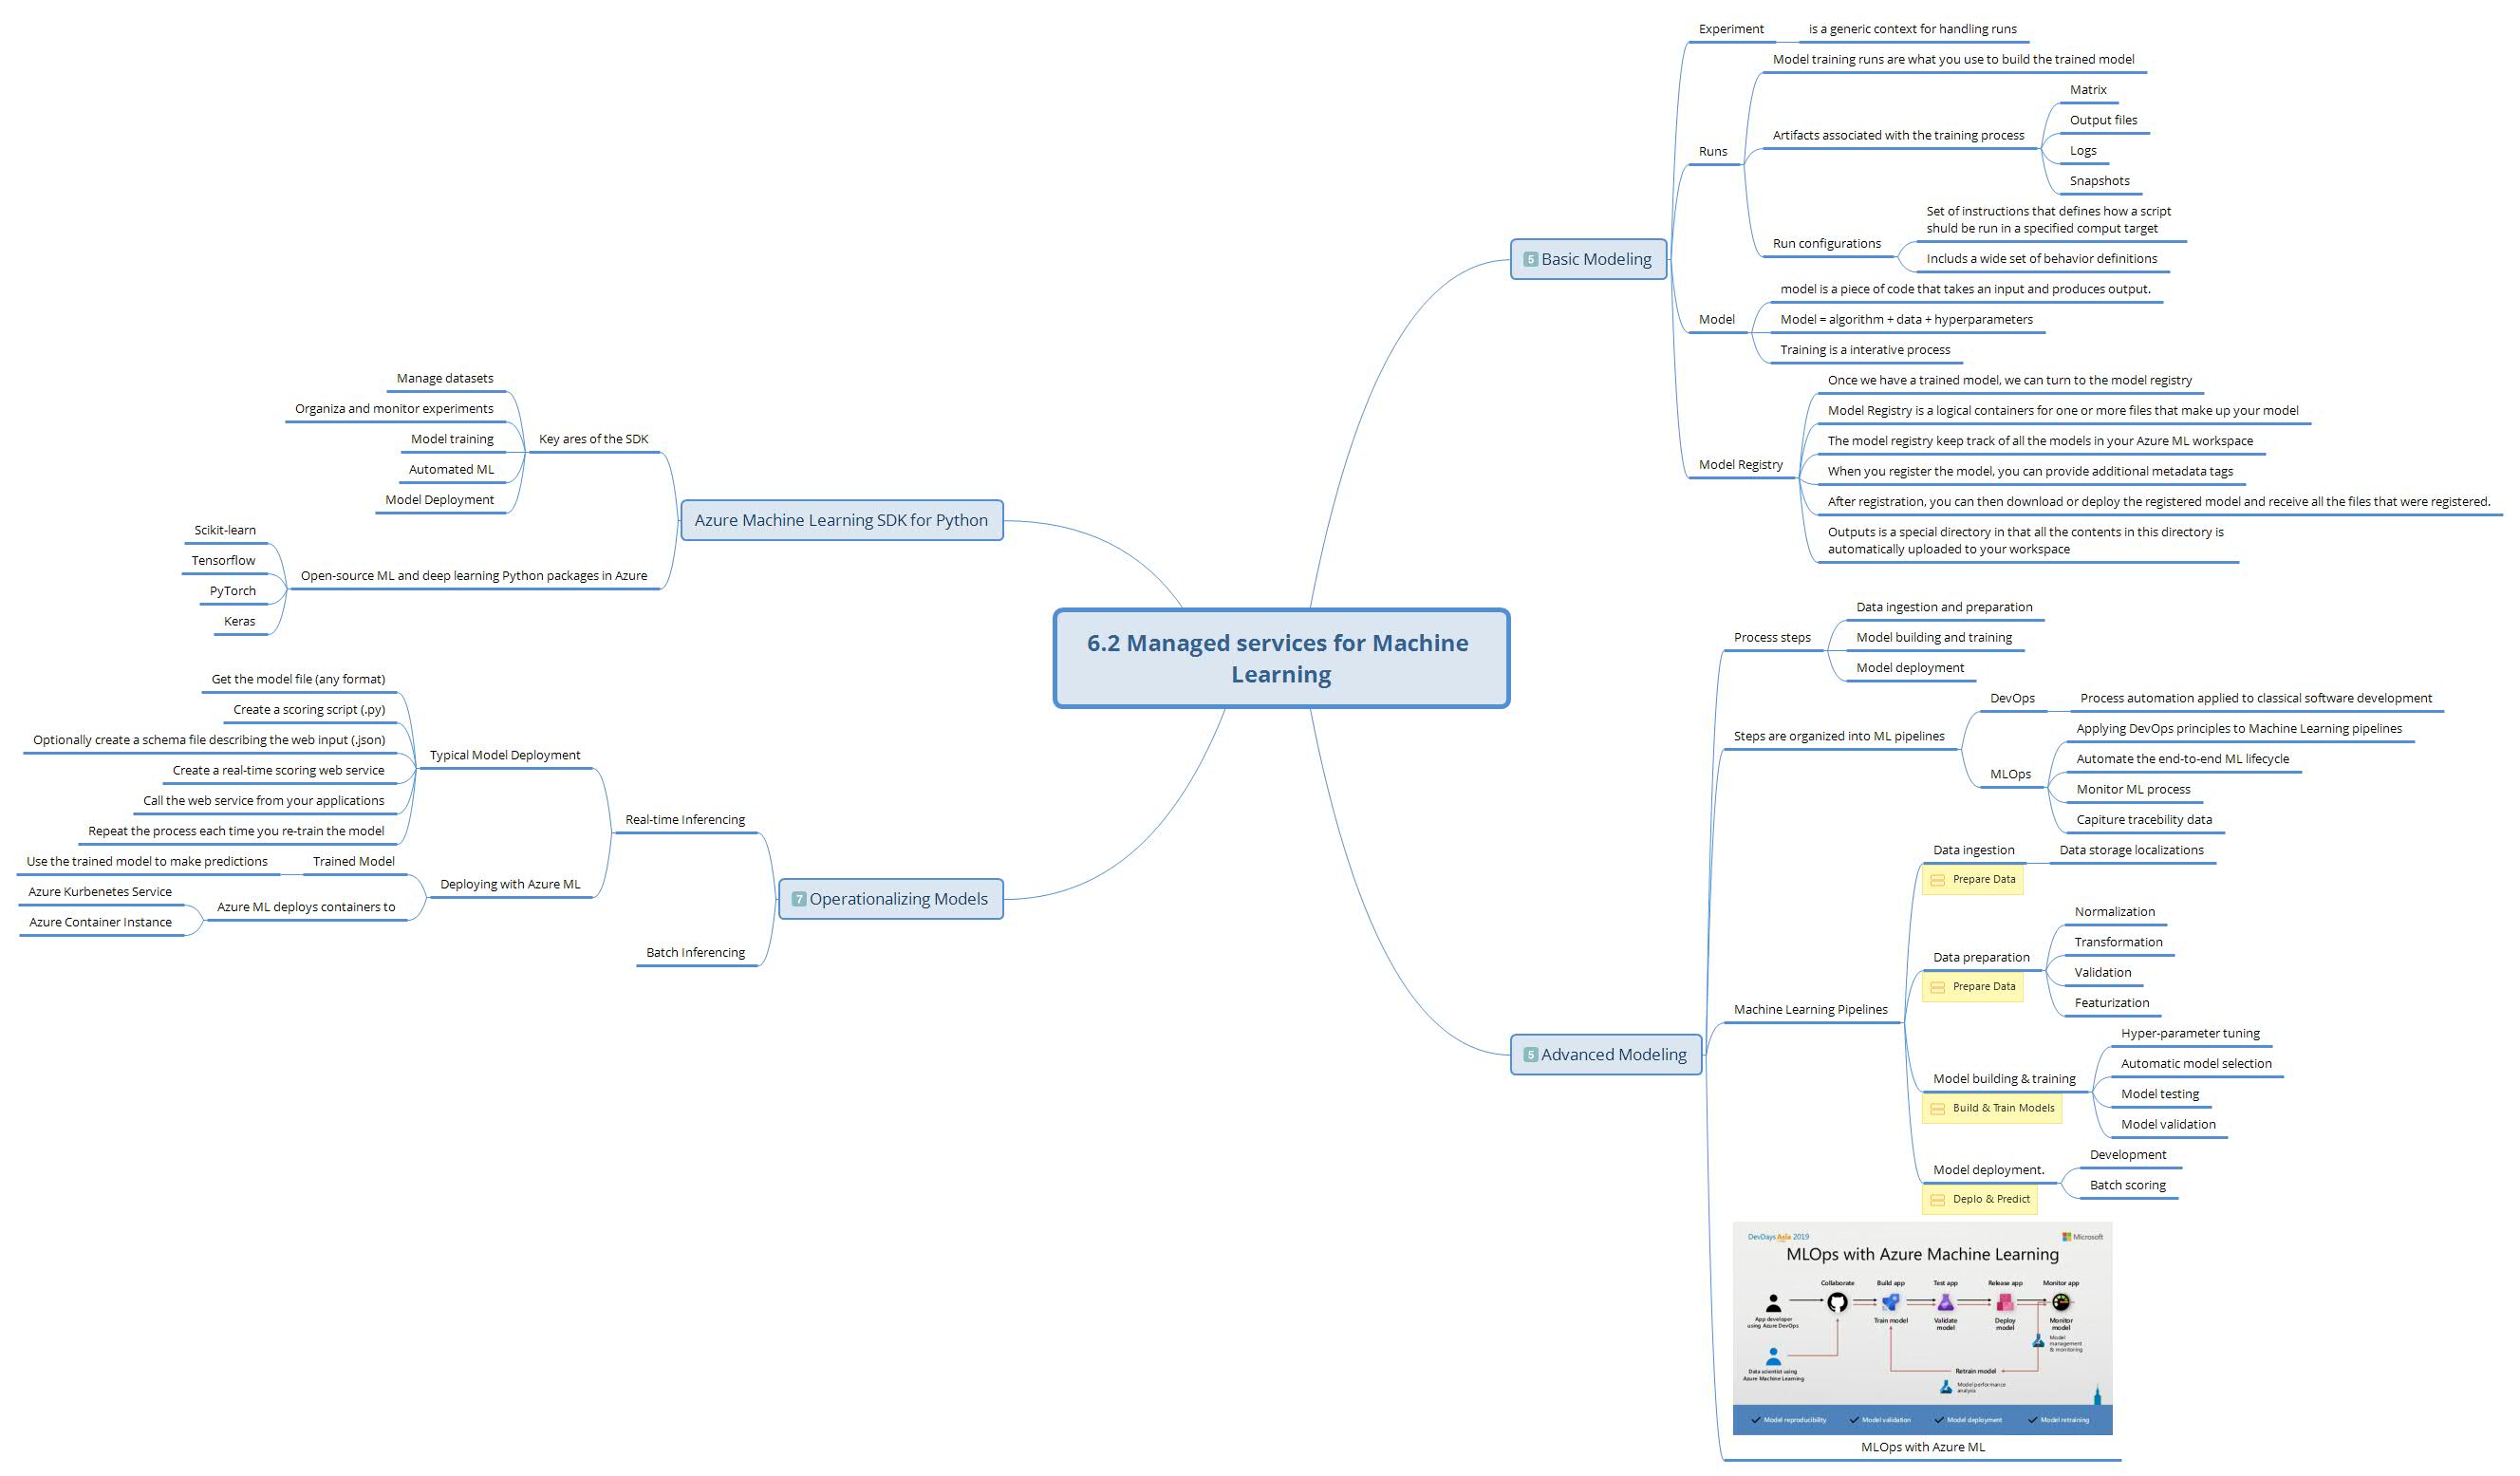 6.2 Managed services for Machine
Learning
5 Basic Modeling
Experiment
is a generic context for handling runs
Runs
Model training runs are what you use to build the trained model
Artifacts associated with the training process
Matrix
Output files
Logs
Snapshots
Run configurations
Set of instructions that defines how a script
shuld be run in a specified comput target
Includs a wide set of behavior definitions
Model
model is a piece of code that takes an input and produces output.
Model = algorithm + data + hyperparameters
Training is a interative process
Model Registry
Once we have a trained model, we can turn to the model registry
Model Registry is a logical containers for one or more files that make up your model
The model registry keep track of all the models in your Azure ML workspace
When you register the model, you can provide additional metadata tags
After registration, you can then download or deploy the registered model and receive all the files that were registered.
Outputs is a special directory in that all the contents in this directory is
automatically uploaded to your workspace
5 Advanced Modeling
Process steps
Data ingestion and preparation
Model building and training
Model deployment
Steps are organized into ML pipelines
DevOps
Process automation applied to classical software development
MLOps
Applying DevOps principles to Machine Learning pipelines
Automate the end-to-end ML lifecycle
Monitor ML process
Capiture tracebility data
Machine Learning Pipelines
Data ingestion
Prepare Data
Data storage localizations
Data preparation
Prepare Data
Normalization
Transformation
Validation
Featurization
Model building & training
Build & Train Models
Hyper-parameter tuning
Automatic model selection
Model testing
Model validation
Model deployment.
Deplo & Predict
Development
Batch scoring
DevDays Asia 2019
Microsoft
MLOps with Azure Machine Learning
Collaborate
Build app
Test app
Release app
Monitor app
App developer
using Azure DevOps
Train model
Validate
model
Deploy
model
Monitor
model
Model
management
& monitoring
Data scientist using
Azure Machine Learning
Retrain model
Model performance
analysis
Model reproducibility
Model validation
Model deployment
Model retraining
MLOps with Azure ML
Azure Machine Learning SDK for Python
Key ares of the SDK
Manage datasets
Organiza and monitor experiments
Model training
Automated ML
Model Deployment
Open-source ML and deep learning Python packages in Azure
Scikit-learn
Tensorflow
PyTorch
Keras
7 Operationalizing Models
Real-time Inferencing
Typical Model Deployment
Get the model file (any format)
Create a scoring script (.py)
Optionally create a schema file describing the web input (.json)
Create a real-time scoring web service
Call the web service from your applications
Repeat the process each time you re-train the model
Deploying with Azure ML
Trained Model
Use the trained model to make predictions
Azure ML deploys containers to
Azure Kurbenetes Service
Azure Container Instance
Batch Inferencing